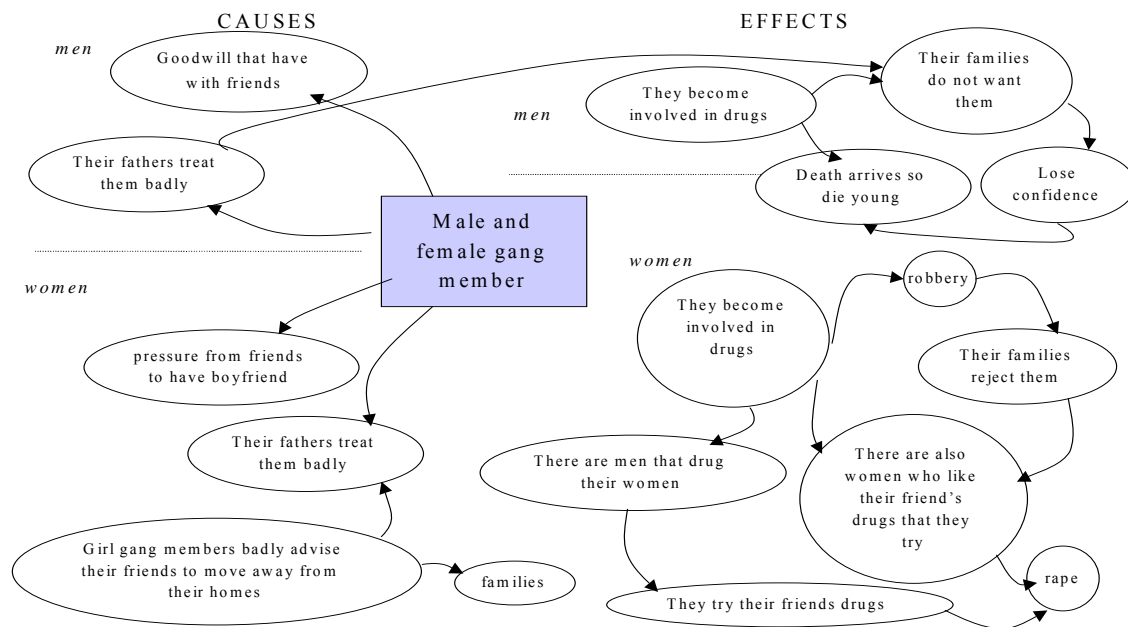 CAUSES
men
Goodwill that have
with friends
Their fathers treat
them badly
Male and
female gang
member
women
pressure from friends
to have boyfriend
Their fathers treat
them badly
Girl gang members badly advise
their friends to move away from
their homes
families
EFFECTS
men
They become
involved in drugs
Their families
do not want
them
Death arrives so
die young
Lose
confidence
women
They become
involved in
drugs
robbery
Their families
reject them
There are men that drug
their women
There are also
women who like
their friend’s
drugs that they
try
They try their friends drugs
rape